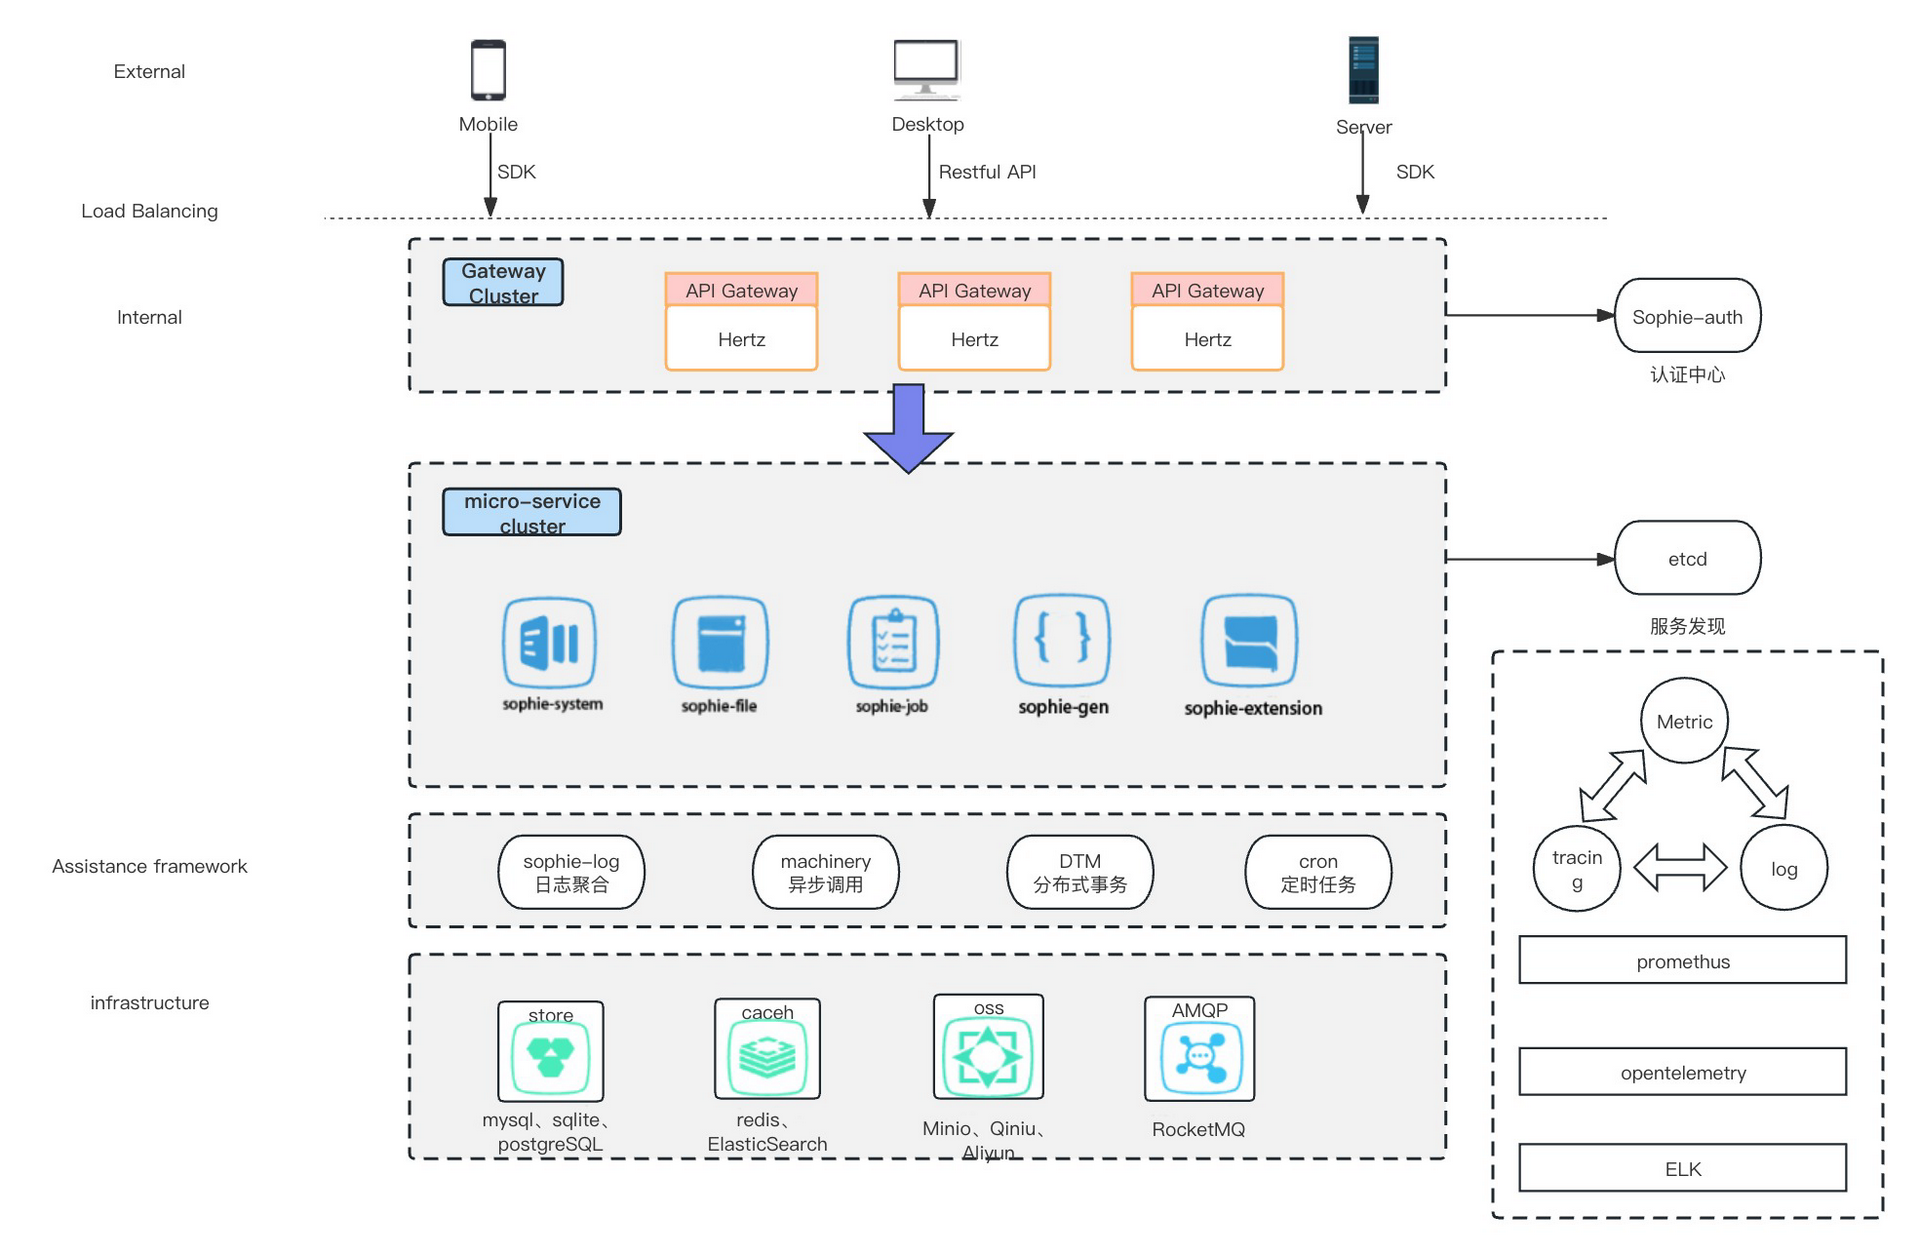 External
Mobile
Desktop
Server
SDK
Restful API
SDK
Load Balancing
Gateway
Cluster
API Gateway
API Gateway
API Gateway
Internal
Hertz
Hertz
Hertz
Sophie-auth
认证中心
micro-service
cluster
etcd
服务发现
sophie-system
sophie-file
sophie-job
sophie-gen
sophie-extension
Metric
tracin
g
log
Assistance framework
sophie-log
日志聚合
machinery
异步调用
DTM
分布式事务
cron
定时任务
promethus
opentelemetry
ELK
infrastructure
store
caceh
oss
AMQP
mysql、sqlite、
postgreSQL
redis、
ElasticSearch
Minio、Qiniu、
Aliyun
RocketMQ